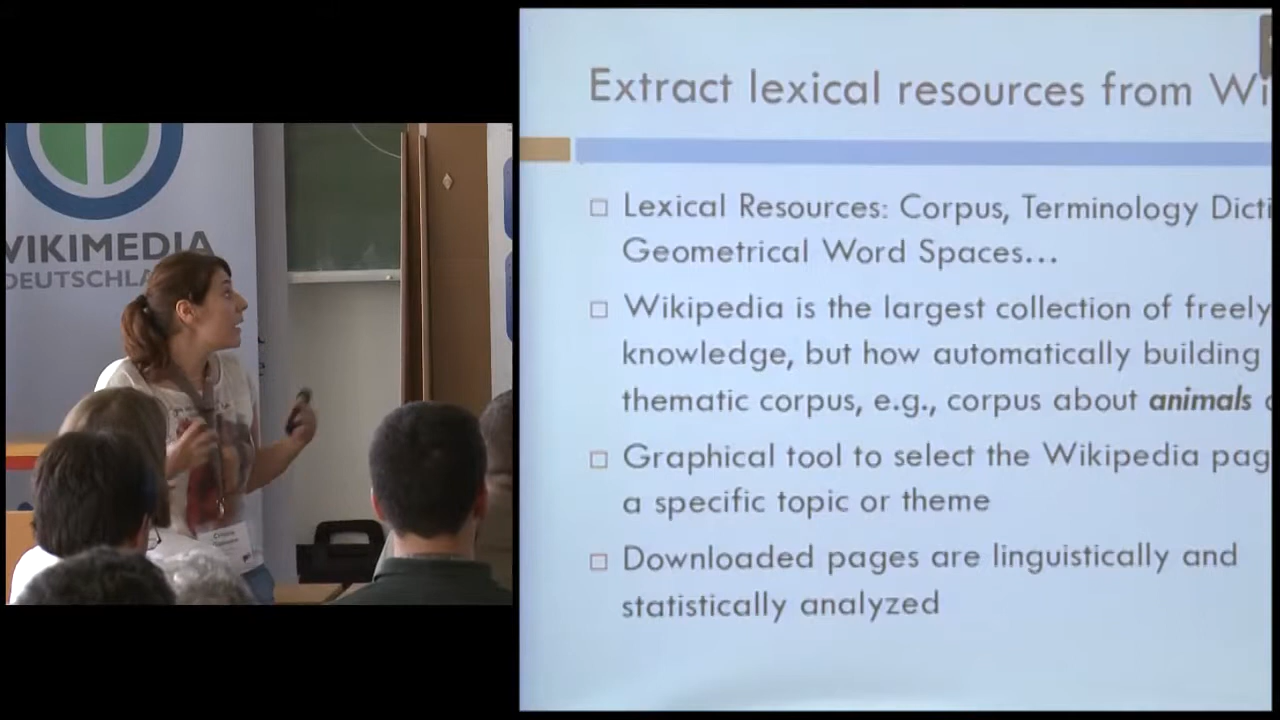 WIKIMEDIA
DEUTSCHLA
Extract lexical resources from Wi
Lexical Resources: Corpus, Terminology Dicti
Geometrical Word Spaces...
Wikipedia is the largest collection of freely
knowledge, but how automatically building
thematic corpus, e.g., corpus about animals
Graphical tool to select the Wikipedia pag
a specific topic or theme
Downloaded pages are linguistically and
statistically analyzed